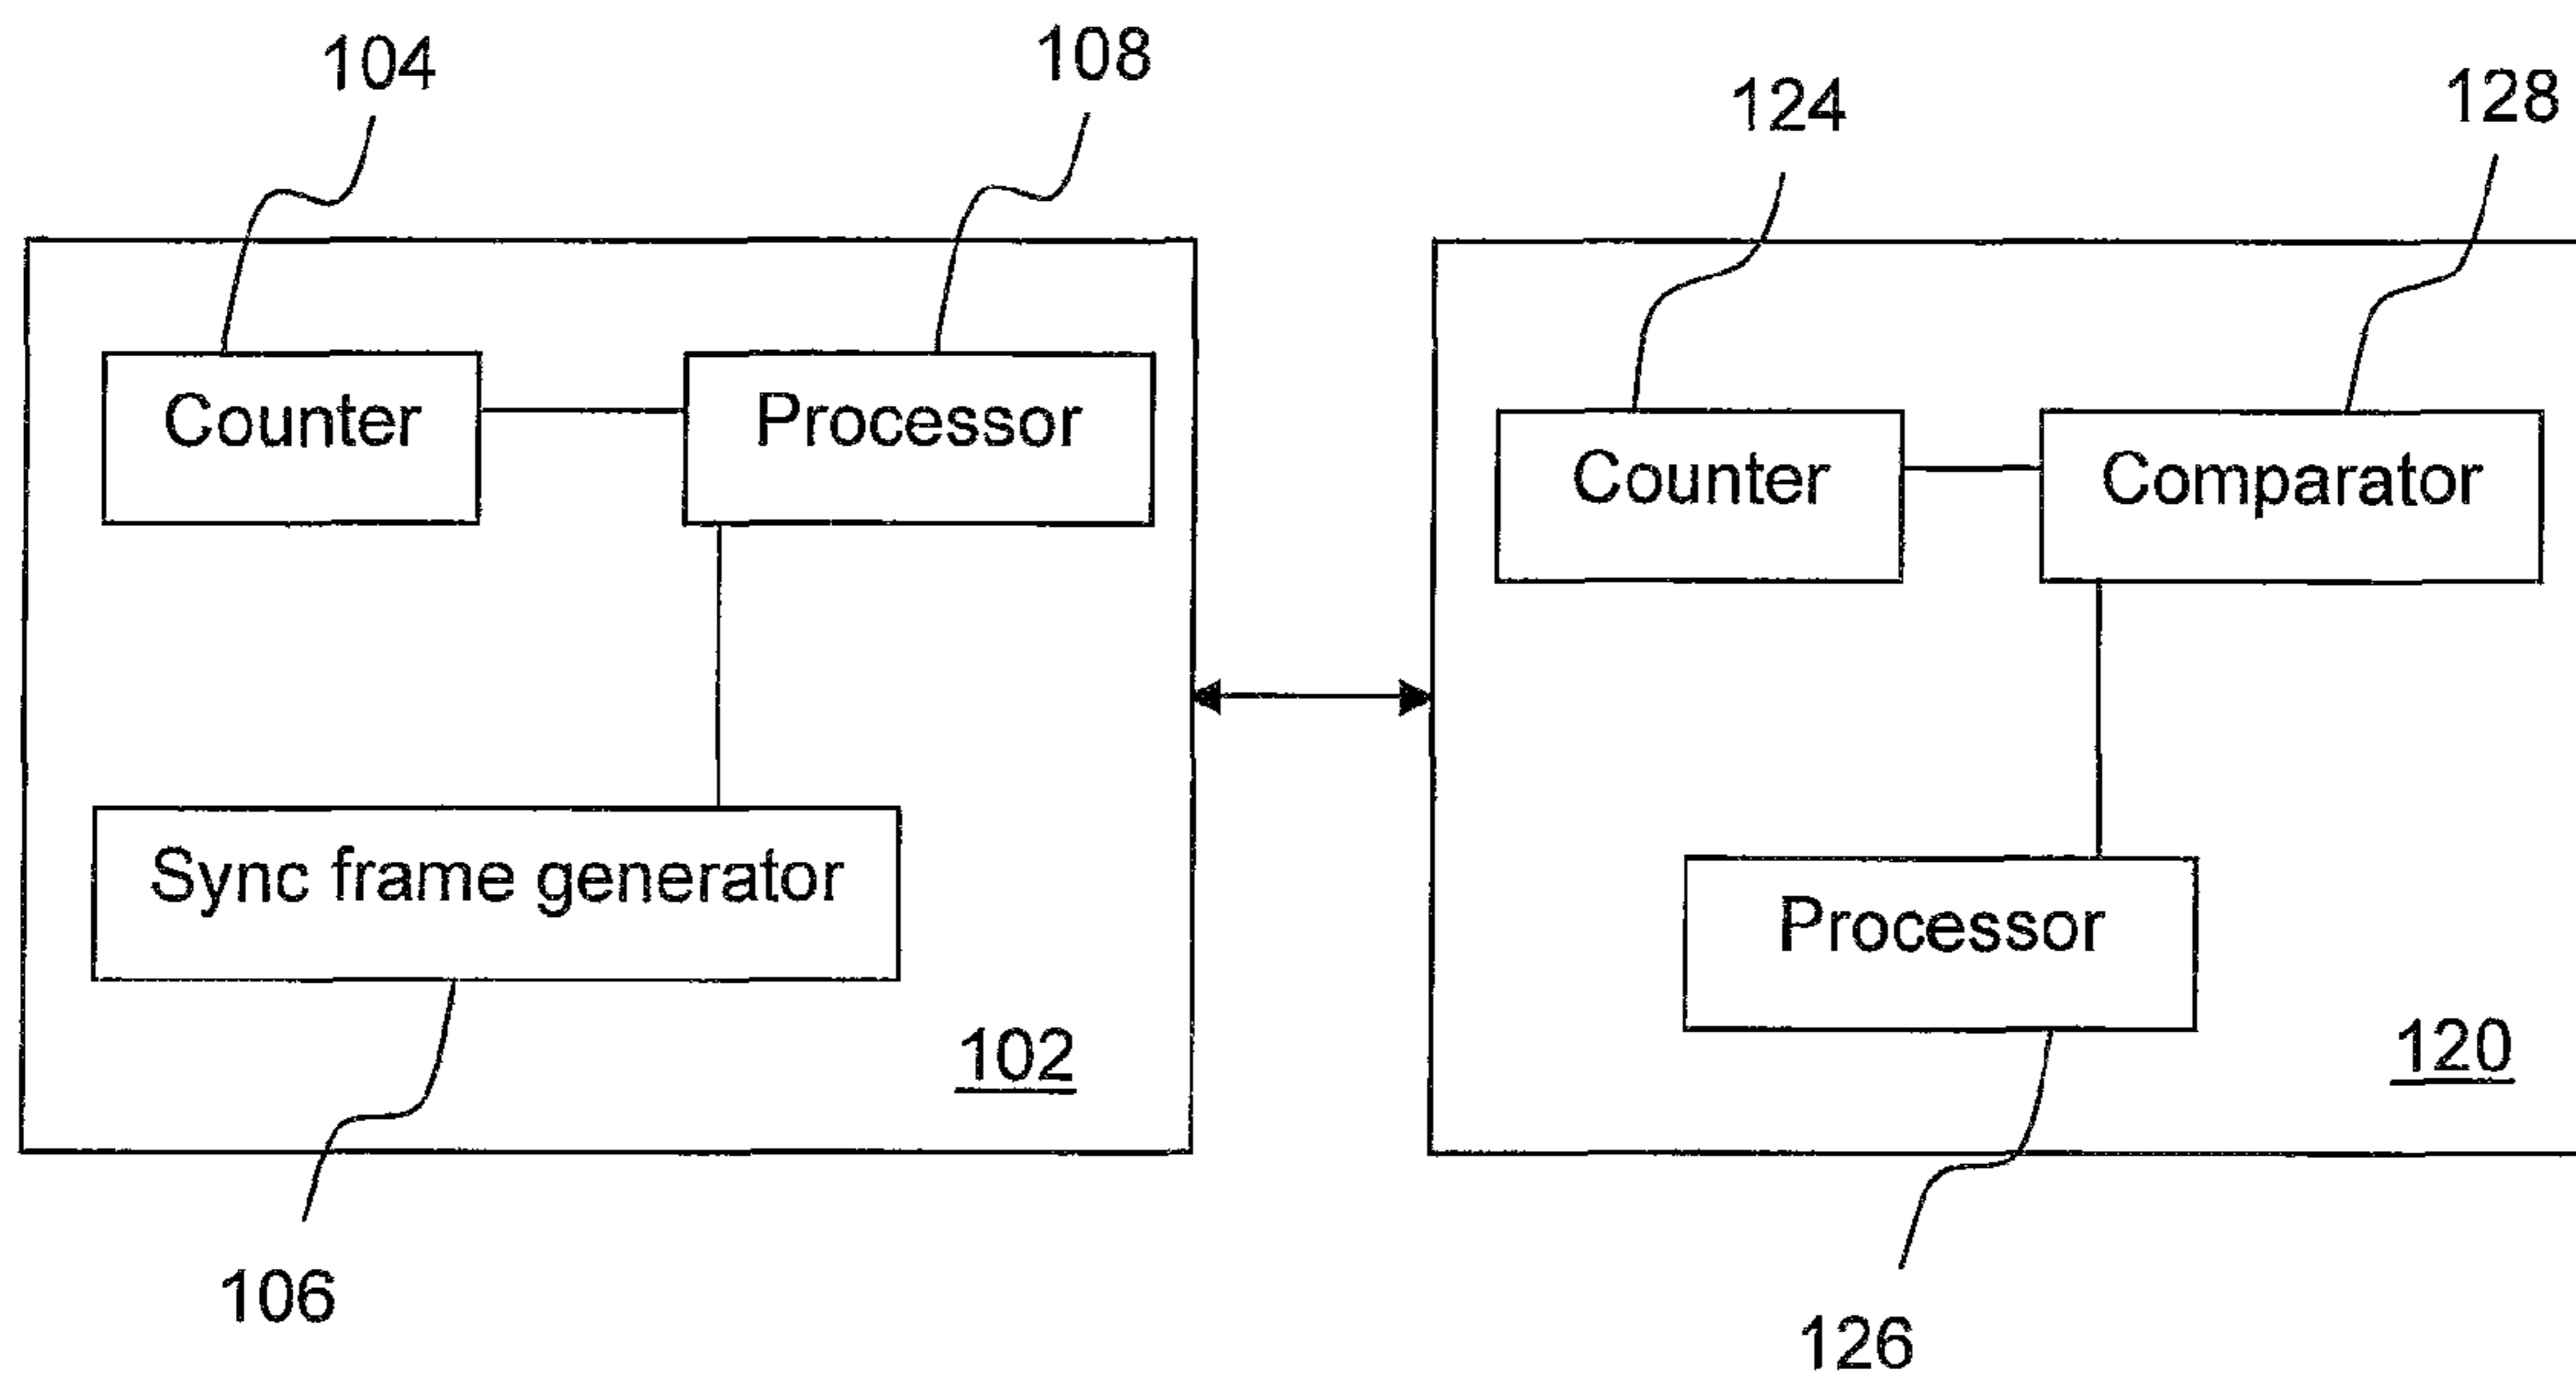 104
108
124
128
Counter
Processor
Counter
Comparator
Sync frame generator
Processor
102
120
106
126